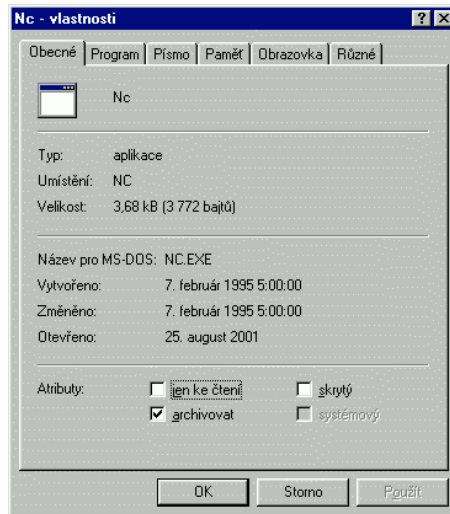 Nc - vlastnosti
Obecné Program Písmo Paměť Obrazovka Různé
Nc
Typ: aplikace
Umístění: NC
Velikost: 3,68 kB (3 772 bajtů)
Název pro MS-DOS: NC.EXE
Vytvořeno: 7. február 1995 5:00:00
Změněno: 7. február 1995 5:00:00
Otevřeno: 25. august 2001
Atributy: jen ke čtení skrytý
archivovat systémový
OK Storno Použít